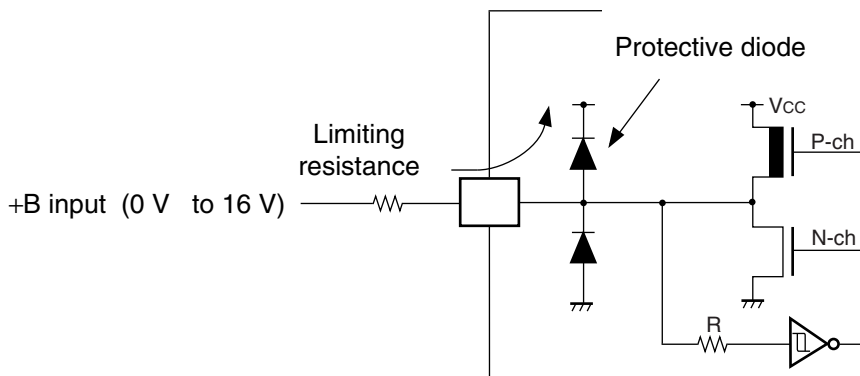 Protective diode
VCC
Limiting
resistance
P-ch
+B input (0 V to 16 V)
N-ch
R